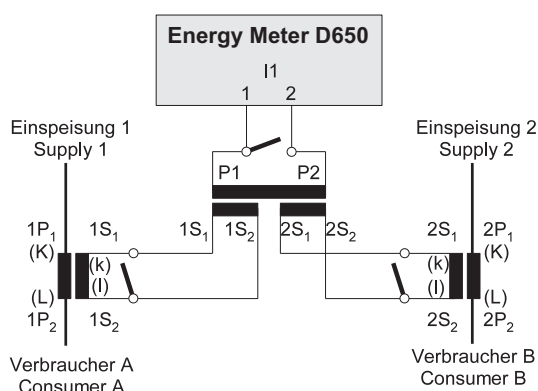 Energy Meter D650
I1
1 2
Einspeisung 1
Supply 1
Einspeisung 2
Supply 2
P1 P2
1P₁ 1S₁ 1S₁ 1S₂ 2S₁ 2S₂ 2S₁ 2P₁
(K) (k) (k) (K)
(L) (l) (l) (L)
1P₂ 1S₂ 2S₂ 2P₂
Verbraucher A
Consumer A
Verbraucher B
Consumer B